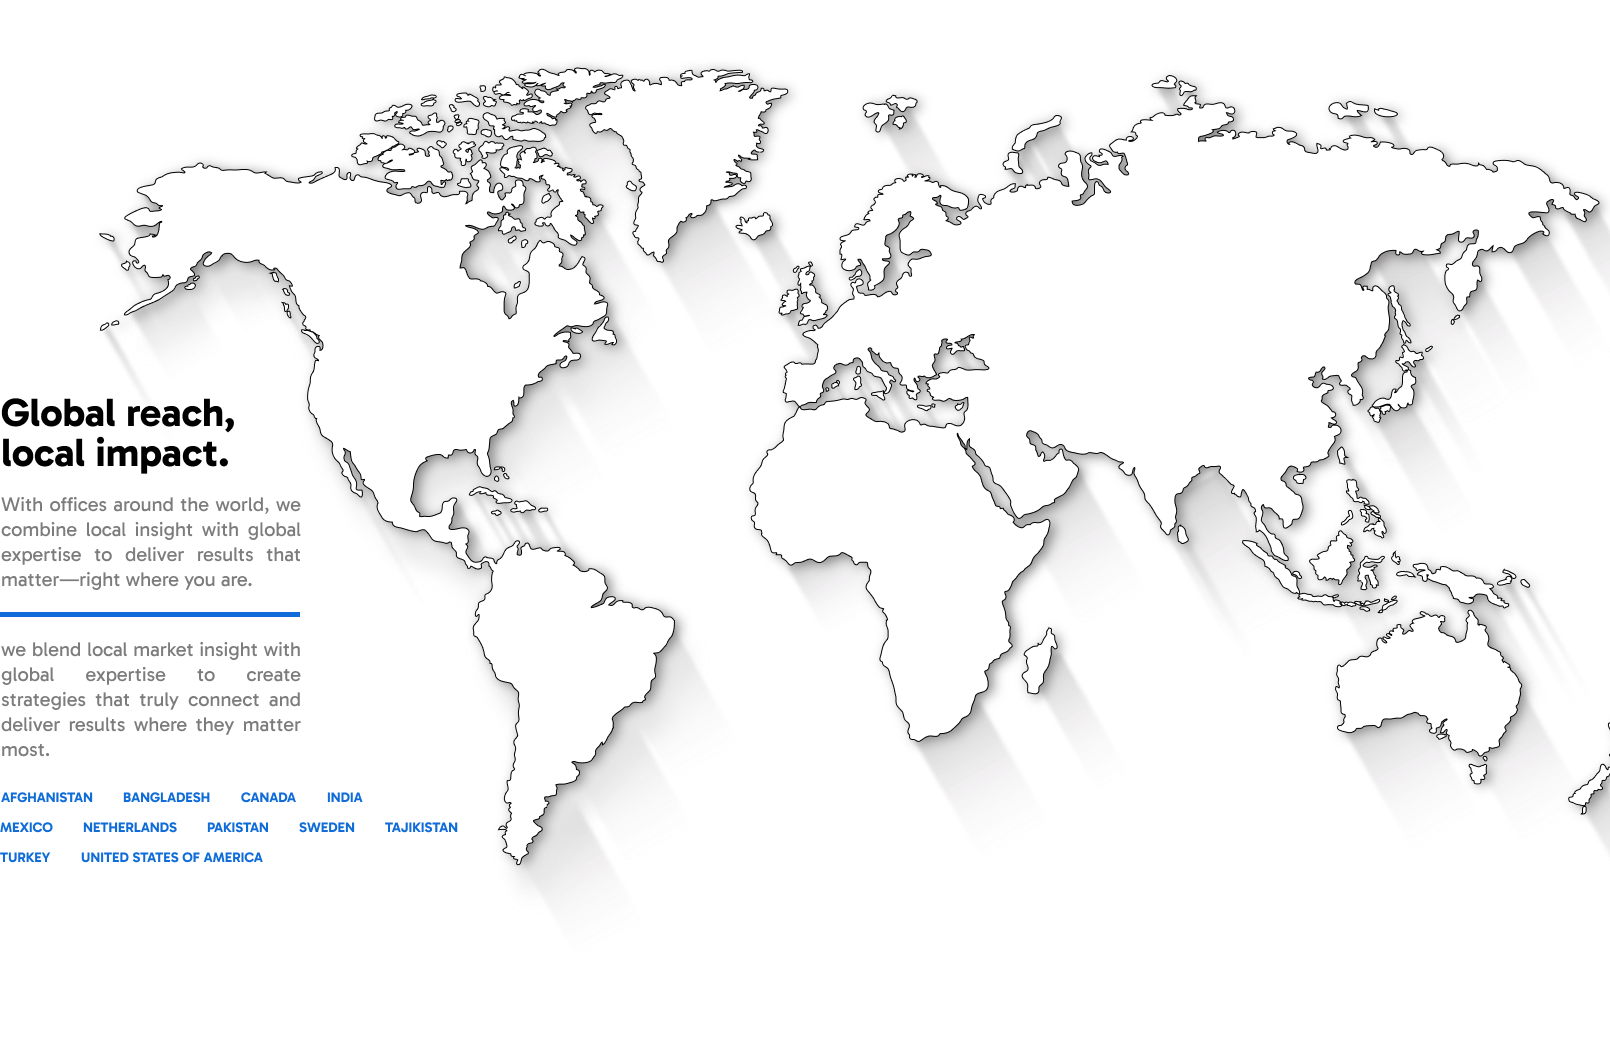 Global reach,
local impact.
With offices around the world, we
combine local insight with global
expertise to deliver results that
matter—right where you are.
we blend local market insight with
global expertise to create
strategies that truly connect and
deliver results where they matter
most.
AFGHANISTAN BANGLADESH CANADA INDIA
MEXICO NETHERLANDS PAKISTAN SWEDEN TAJIKISTAN
TURKEY UNITED STATES OF AMERICA